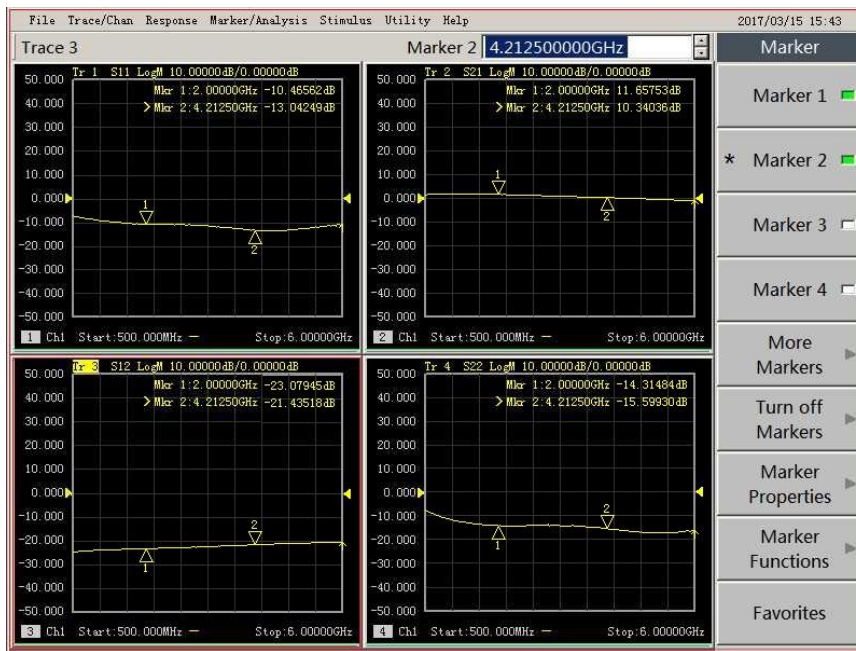 File Trace/Chan Response Marker/Analysis Stimulus Utility Help 2017/03/15 15:43
Trace 3 Marker 2 4.212500000GHz
Tr 1 S11 LogM 10.00000dB/0.00000dB
Mkr 1:2.00000GHz -10.46562dB
>Mkr 2:4.21250GHz -13.04249dB
50.000
40.000
30.000
20.000
10.000
0.000
-10.000
-20.000
-30.000
-40.000
-50.000
1
2
1 Ch1 Start:500.000MHz — Stop:6.00000GHz
Tr 2 S21 LogM 10.00000dB/0.00000dB
Mkr 1:2.00000GHz 11.65753dB
>Mkr 2:4.21250GHz 10.34036dB
50.000
40.000
30.000
20.000
10.000
0.000
-10.000
-20.000
-30.000
-40.000
-50.000
1
2
2 Ch1 Start:500.000MHz — Stop:6.00000GHz
Tr 3 S12 LogM 10.00000dB/0.00000dB
Mkr 1:2.00000GHz -23.07945dB
>Mkr 2:4.21250GHz -21.43518dB
50.000
40.000
30.000
20.000
10.000
0.000
-10.000
-20.000
-30.000
-40.000
-50.000
2
1
3 Ch1 Start:500.000MHz — Stop:6.00000GHz
Tr 4 S22 LogM 10.00000dB/0.00000dB
Mkr 1:2.00000GHz -14.31484dB
>Mkr 2:4.21250GHz -15.59930dB
50.000
40.000
30.000
20.000
10.000
0.000
-10.000
-20.000
-30.000
-40.000
-50.000
2
1
4 Ch1 Start:500.000MHz — Stop:6.00000GHz
Marker
Marker 1
* Marker 2
Marker 3
Marker 4
More
Markers
Turn off
Markers
Marker
Properties
Marker
Functions
Favorites